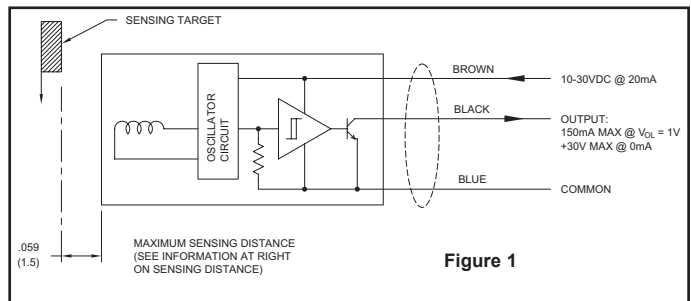 SENSING TARGET
BROWN
10-30VDC @ 20mA
OSCILLATOR
CIRCUIT
BLACK
OUTPUT:
150mA MAX @ VOL = 1V
+30V MAX @ 0mA
BLUE
COMMON
.059
(1.5)
MAXIMUM SENSING DISTANCE
(SEE INFORMATION AT RIGHT
ON SENSING DISTANCE)
Figure 1